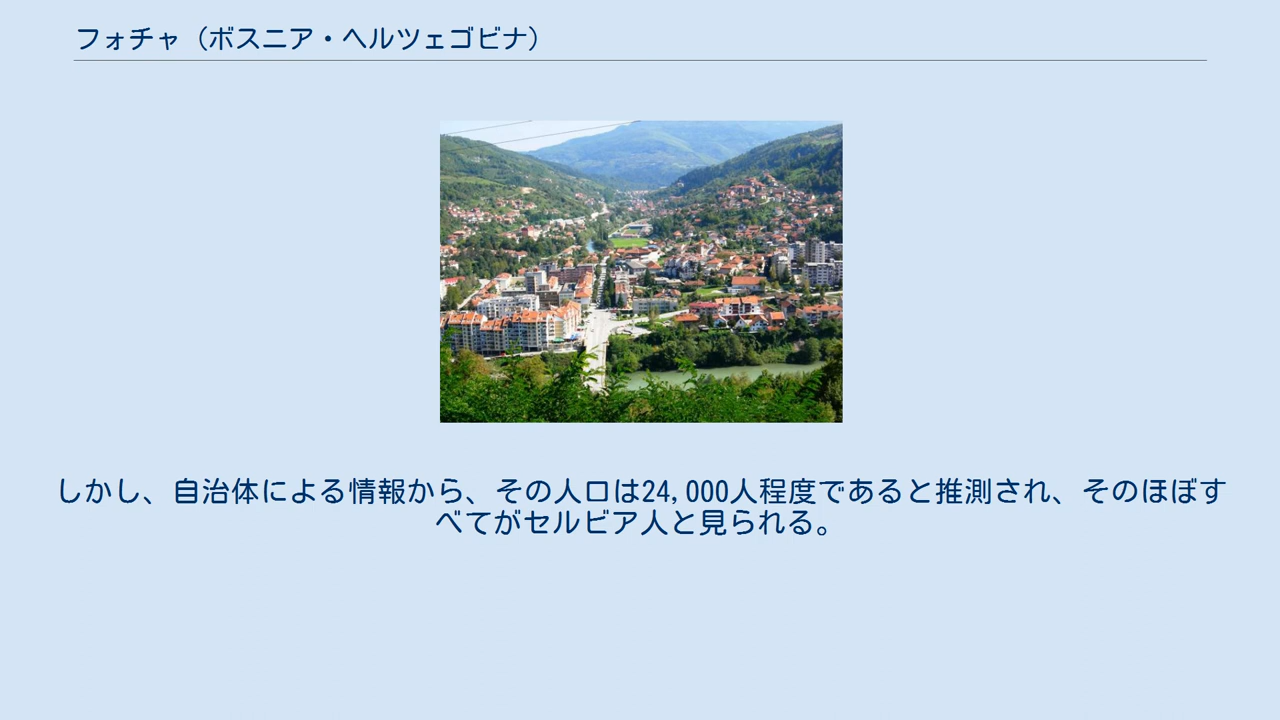 フォチャ（ボスニア・ヘルツェゴビナ）
しかし、自治体による情報から、その人口は24,000人程度であると推測され、そのほぼす
べてがセルビア人と見られる。